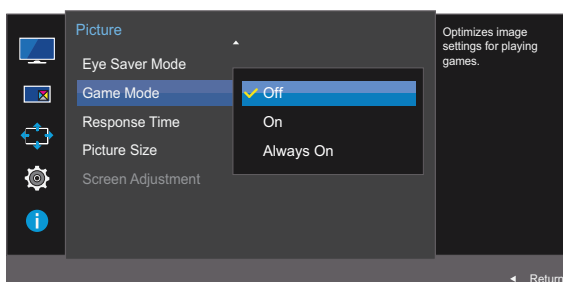 Picture
Eye Saver Mode
Game Mode
Response Time
Picture Size
Screen Adjustment
Off
On
Always On
Optimizes image
settings for playing
games.
Return